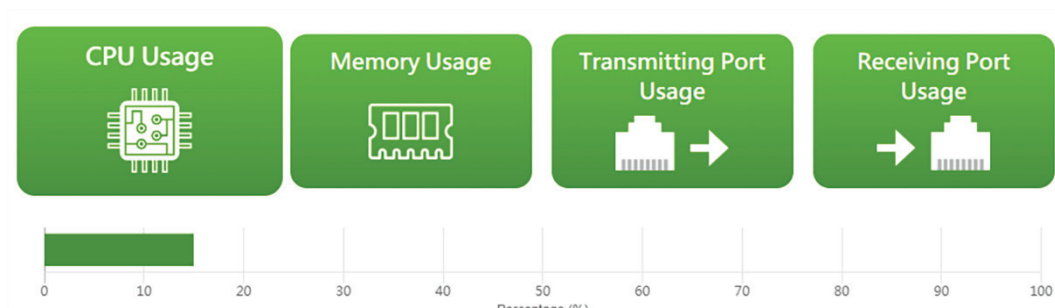 CPU Usage
Memory Usage
Transmitting Port
Usage
Receiving Port
Usage
0 10 20 30 40 50 60 70 80 90 100
Percentage (%)